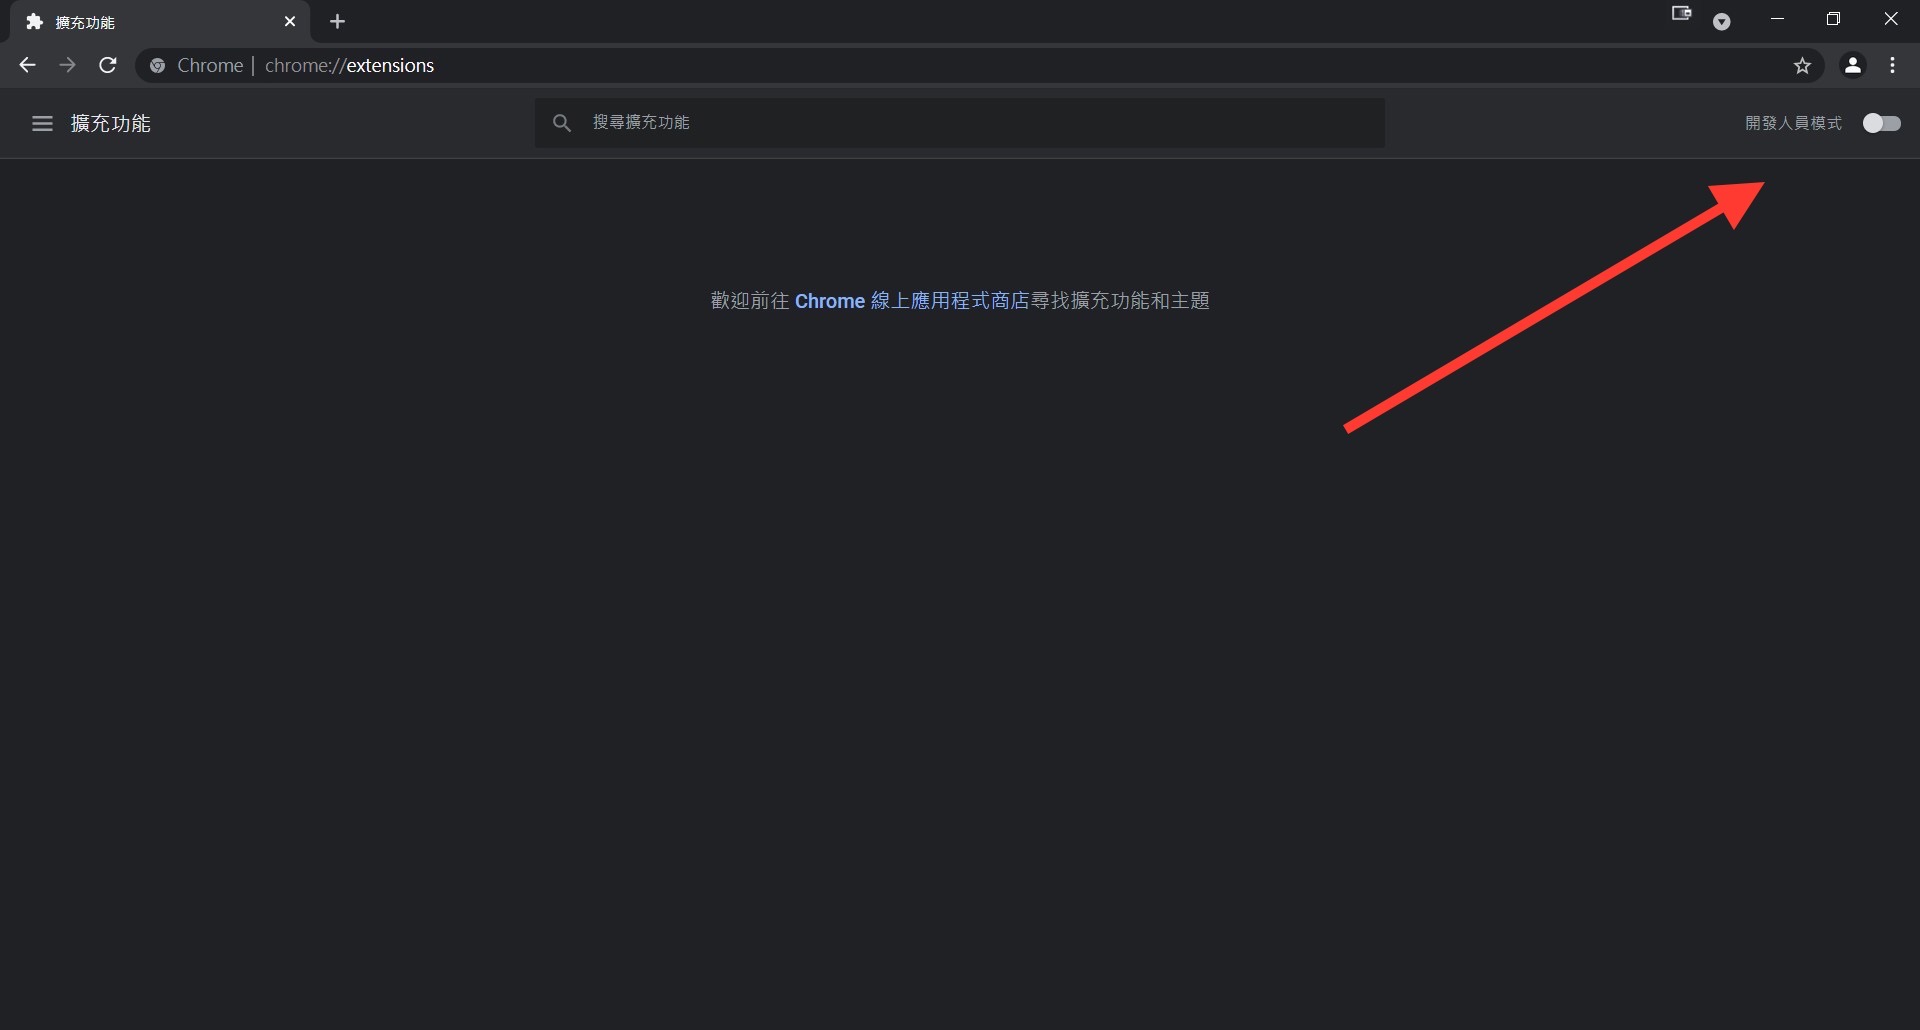 擴充功能
Chrome | chrome://extensions
擴充功能
搜尋擴充功能
開發人員模式
歡迎前往 Chrome 線上應用程式商店尋找擴充功能和主題